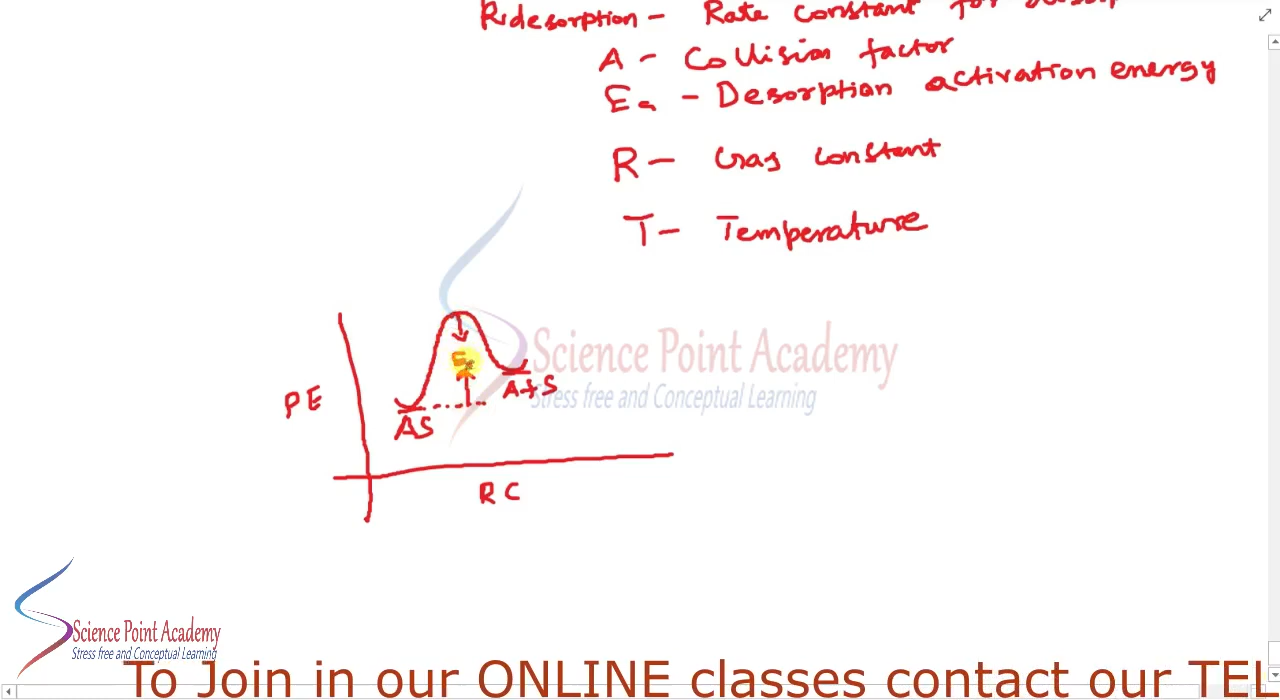 Rdesorption - Rate constant for
A - Collision factor
Ea - Desorption activation energy
R - Gas constant
T - Temperature
Science Point Academy
Stress free and Conceptual Learning
PE
A+S
AS
RC
Science Point Academy
Stress free and Conceptual Learning
To Join in our ONLINE classes contact our TEL